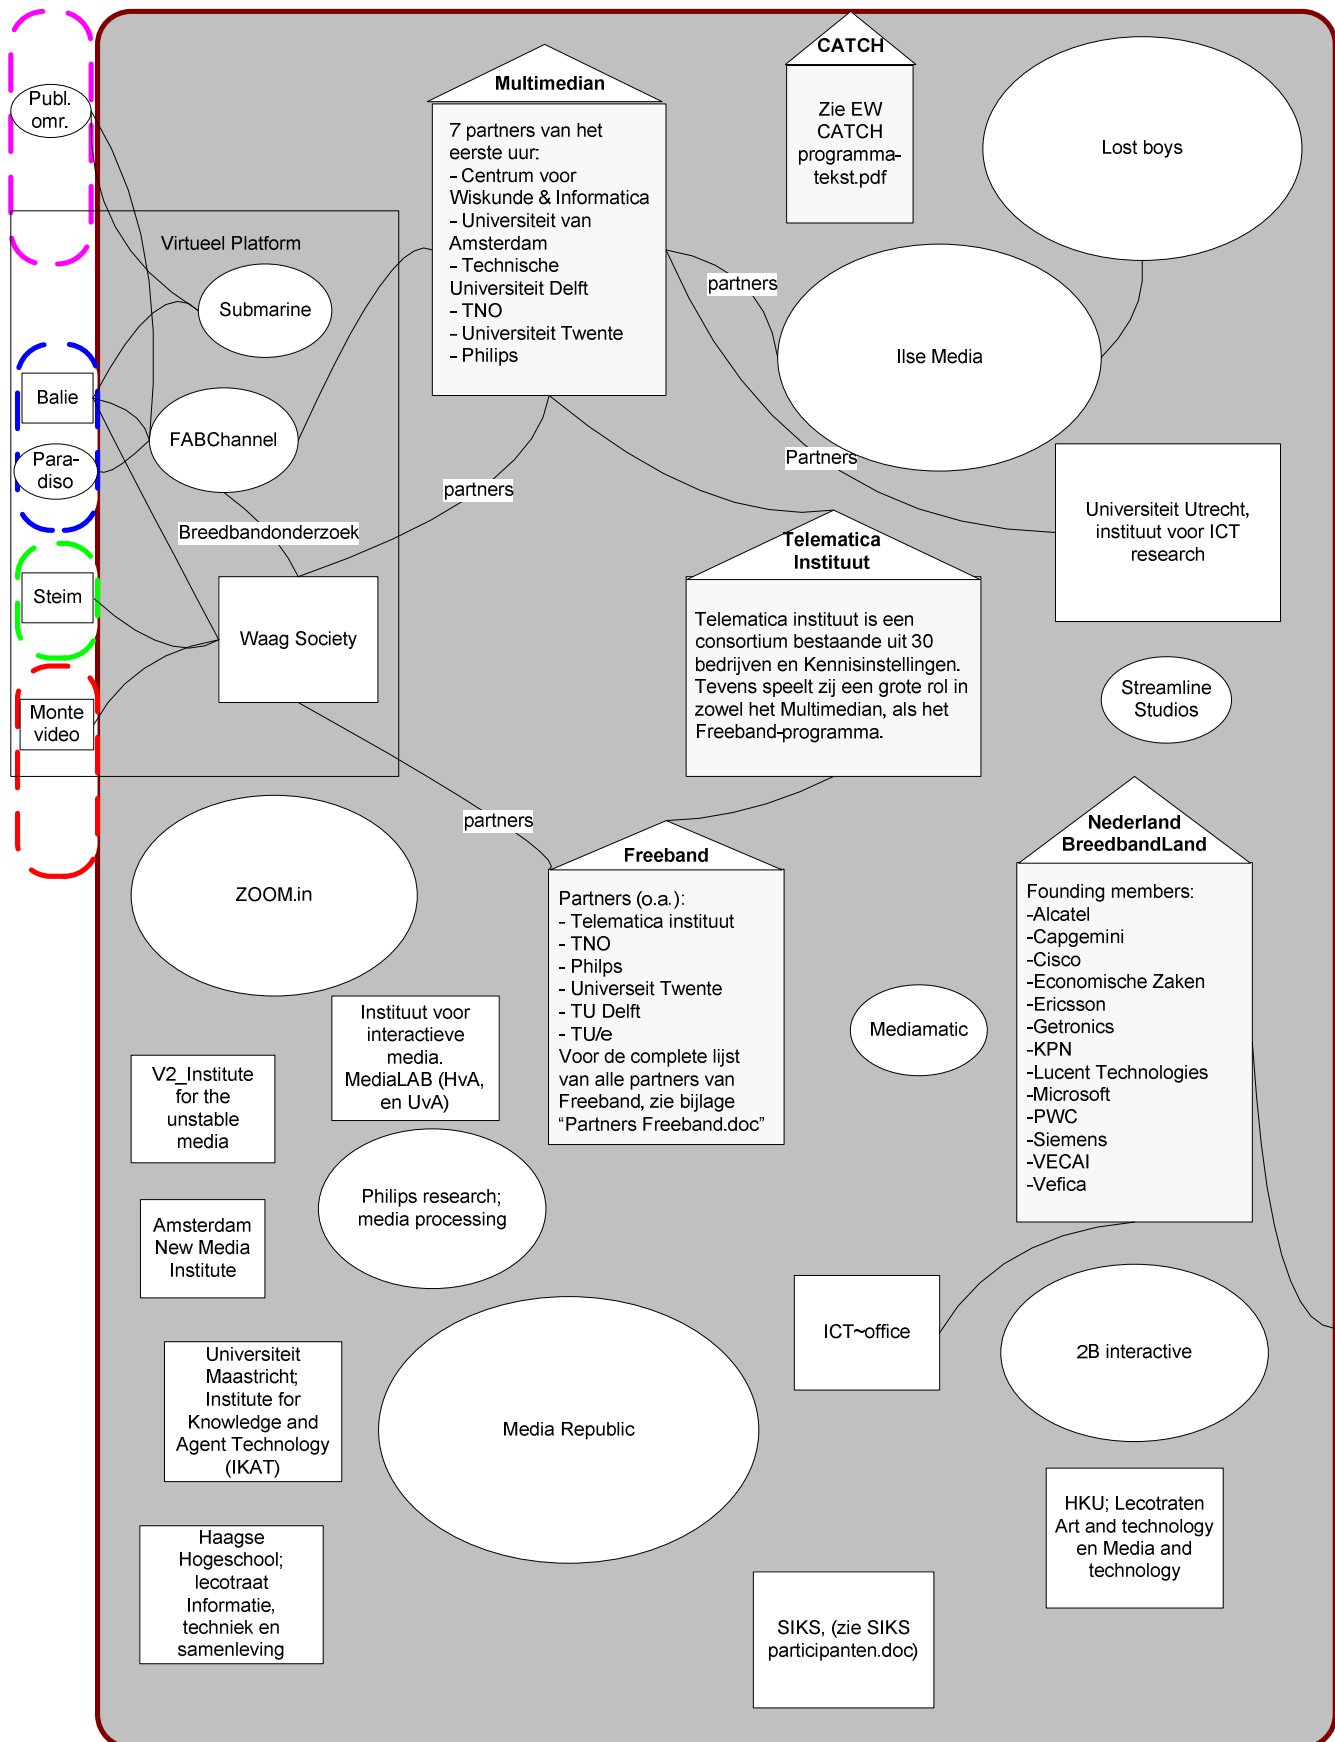 Publ.
omr.
Virtueel Platform
Submarine
Balie
FABChannel
Para-
diso
Breedbandonderzoek
Steim
Waag Society
Monte
video
Multimedian
7 partners van het
eerste uur:
- Centrum voor
Wiskunde & Informatica
- Universiteit van
Amsterdam
- Technische
Universiteit Delft
- TNO
- Universiteit Twente
- Philips
CATCH
Zie EW
CATCH
programma-
tekst.pdf
Lost boys
partners
Ilse Media
Partners
partners
Universiteit Utrecht,
instituut voor ICT
research
Telematica
Instituut
Telematica instituut is een
consortium bestaande uit 30
bedrijven en Kennisinstellingen.
Tevens speelt zij een grote rol in
zowel het Multimedian, als het
Freeband-programma.
Streamline
Studios
partners
ZOOM.in
Freeband
Partners (o.a.):
- Telematica instituut
- TNO
- Philps
- Universeit Twente
- TU Delft
- TU/e
Voor de complete lijst
van alle partners van
Freeband, zie bijlage
“Partners Freeband.doc”
Nederland
BreedbandLand
Founding members:
-Alcatel
-Capgemini
-Cisco
-Economische Zaken
-Ericsson
-Getronics
-KPN
-Lucent Technologies
-Microsoft
-PWC
-Siemens
-VECAI
-Vefica
Mediamatic
Instituut voor
interactieve
media.
MediaLAB (HvA,
en UvA)
V2_Institute
for the
unstable
media
Philips research;
media processing
Amsterdam
New Media
Institute
ICT~office
2B interactive
Universiteit
Maastricht;
Institute for
Knowledge and
Agent Technology
(IKAT)
Media Republic
HKU; Lecotraten
Art and technology
en Media and
technology
Haagse
Hogeschool;
lecotraat
Informatie,
techniek en
samenleving
SIKS, (zie SIKS
participanten.doc)